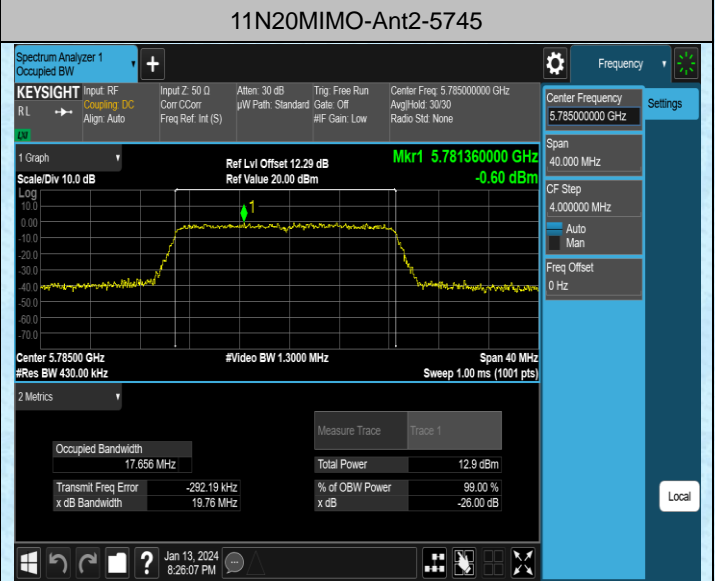 11N20MIMO-Ant2-5745
Spectrum Analyzer 1
Occupied BW
Frequency
KEYSIGHT
RL
LXI
Input: RF
Coupling: DC
Align: Auto
Input Z: 50 Ω
Corr CCorr
Freq Ref: Int (S)
Atten: 30 dB
µW Path: Standard
Trig: Free Run
Gate: Off
#IF Gain: Low
Center Freq: 5.785000000 GHz
Avg|Hold: 30/30
Radio Std: None
Center Frequency
5.785000000 GHz
Settings
Span
40.000 MHz
CF Step
4.000000 MHz
Auto
Man
Freq Offset
0 Hz
1 Graph
Scale/Div 10.0 dB
Ref Lvl Offset 12.29 dB
Ref Value 20.00 dBm
Mkr1 5.781360000 GHz
-0.60 dBm
Log
10.0
0.00
-10.0
-20.0
-30.0
-40.0
-50.0
-60.0
-70.0
1
Center 5.78500 GHz
#Video BW 1.3000 MHz
Span 40 MHz
#Res BW 430.00 kHz
Sweep 1.00 ms (1001 pts)
2 Metrics
Measure Trace
Trace 1
Occupied Bandwidth
17.656 MHz
Total Power
12.9 dBm
Transmit Freq Error
-292.19 kHz
% of OBW Power
99.00 %
x dB Bandwidth
19.76 MHz
x dB
-26.00 dB
Local
?
Jan 13, 2024
8:26:07 PM